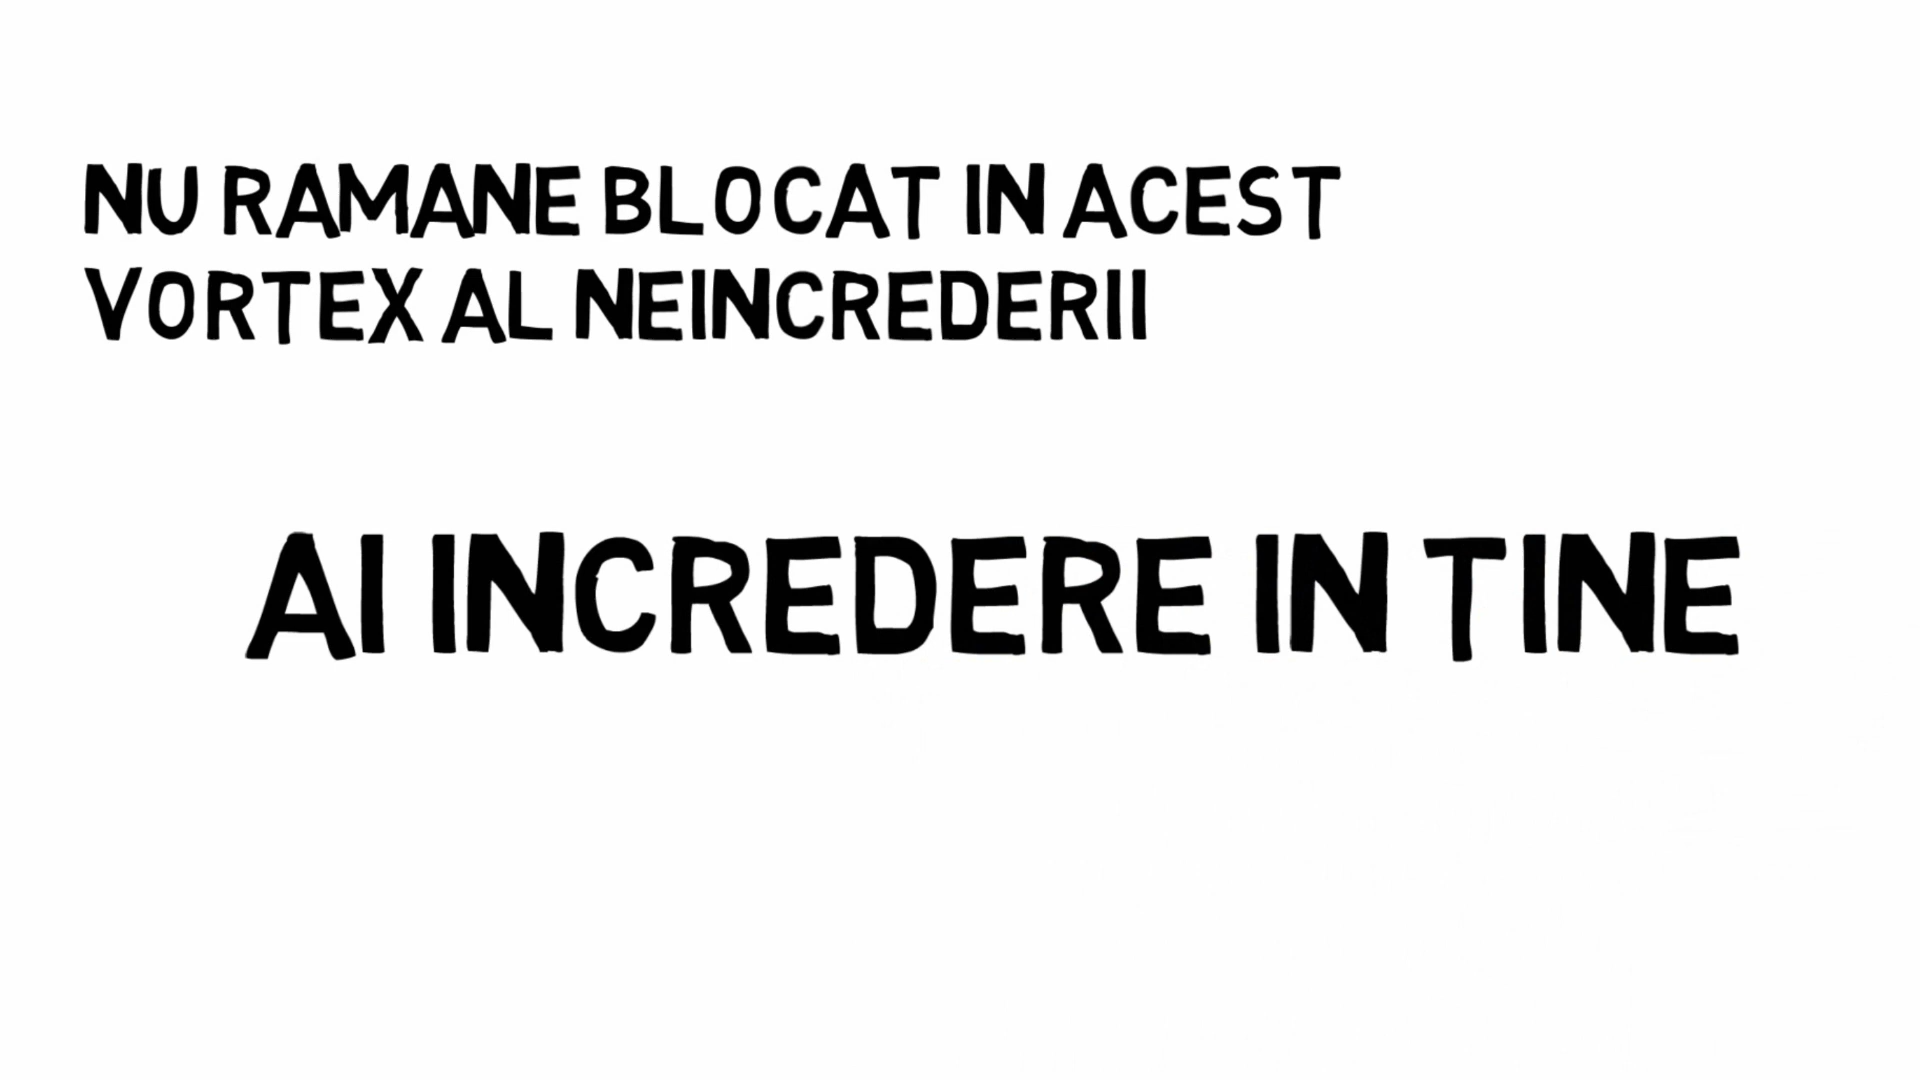 NU RAMANE BLOCAT IN ACEST
VORTEX AL NEINCREDERII
AI INCREDERE IN TINE